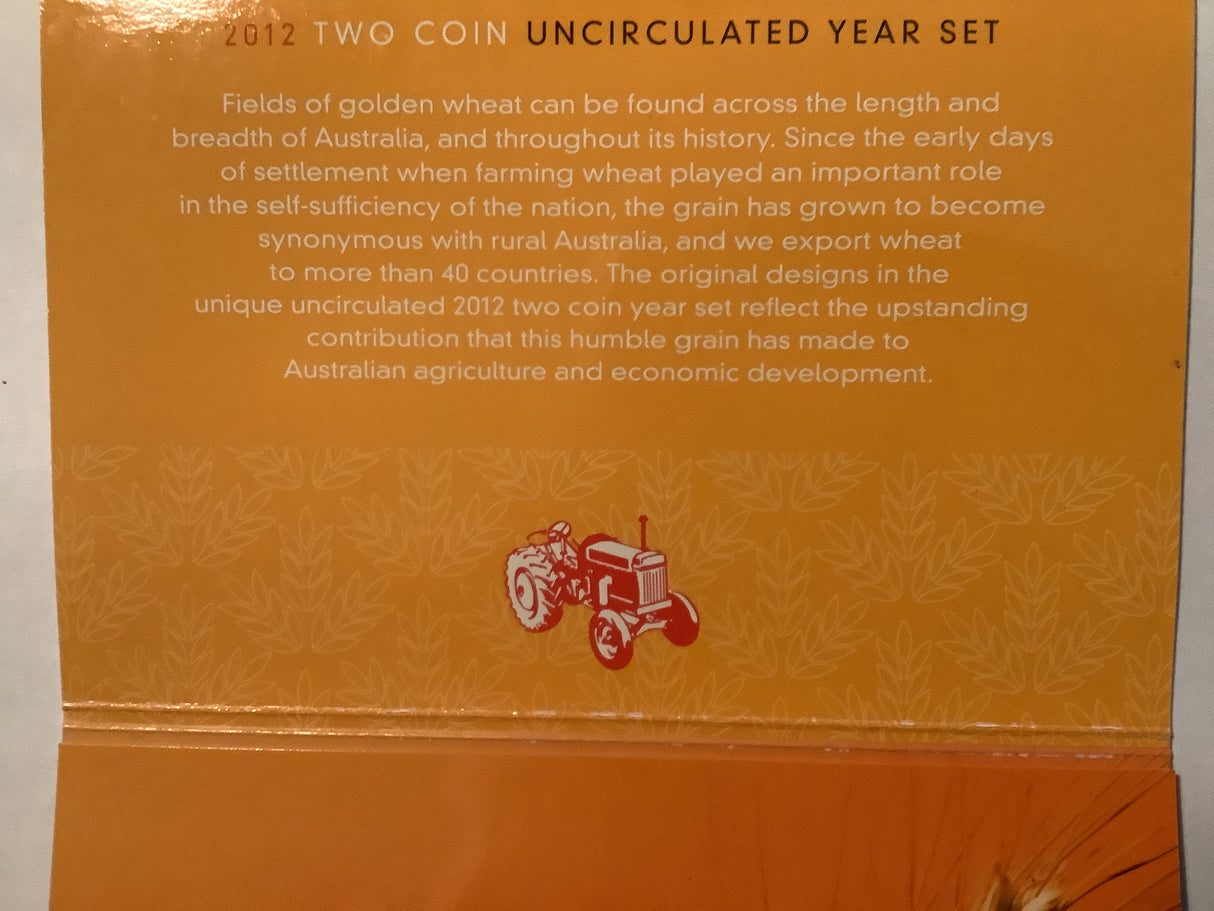 2012 TWO COIN UNCIRCULATED YEAR SET
Fields of golden wheat can be found across the length and
breadth of Australia, and throughout its history. Since the early days
of settlement when farming wheat played an important role
in the self-sufficiency of the nation, the grain has grown to become
synonymous with rural Australia, and we export wheat
to more than 40 countries. The original designs in the
unique uncirculated 2012 two coin year set reflect the upstanding
contribution that this humble grain has made to
Australian agriculture and economic development.